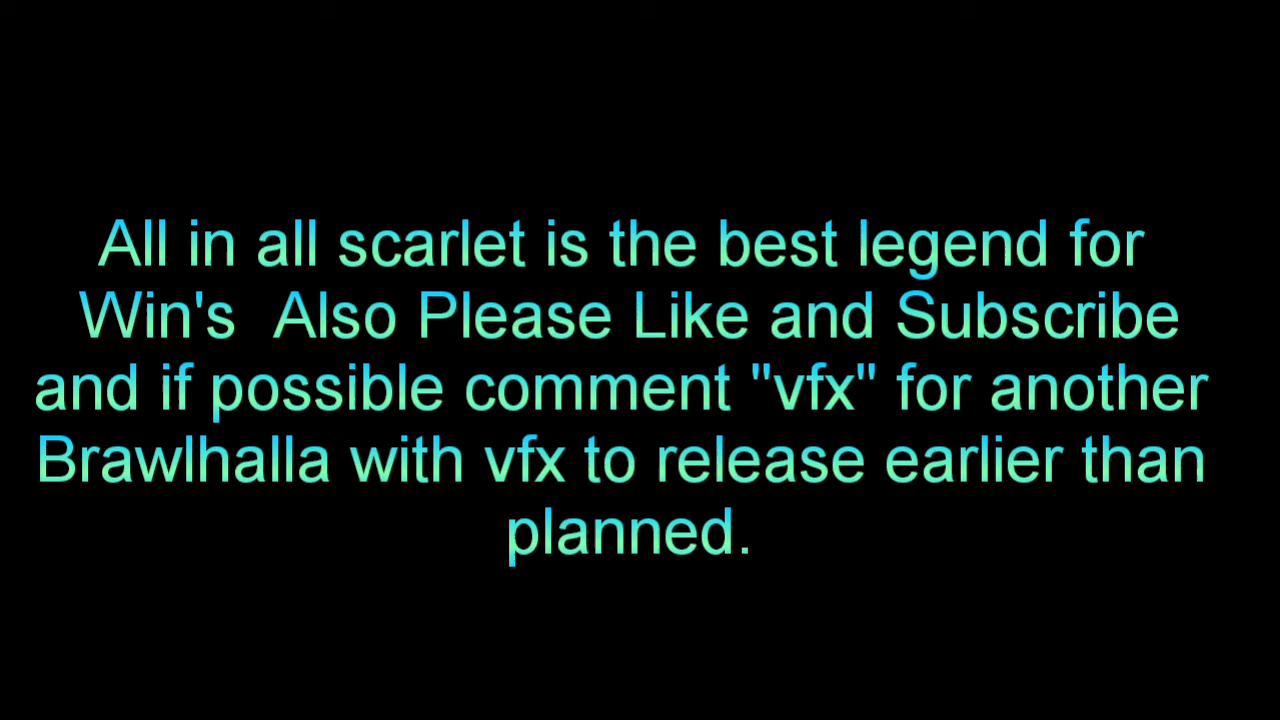 All in all scarlet is the best legend for
Win's  Also Please Like and Subscribe
and if possible comment "vfx" for another
Brawlhalla with vfx to release earlier than
planned.